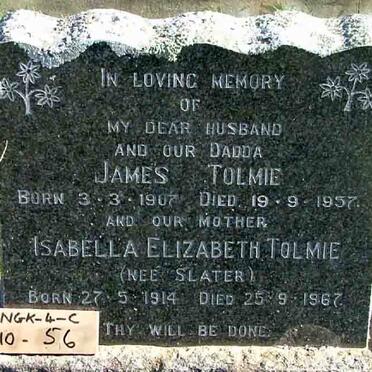 IN LOVING MEMORY
OF
MY DEAR HUSBAND
AND OUR DADDA
JAMES TOLMIE
BORN 3-3-1907 DIED 19-9-1957.
AND OUR MOTHER
ISABELLA ELIZABETH TOLMIE
(NEE SLATER)
BORN 27-5-1914 DIED 25-9-1967.
THY WILL BE DONE.
NGK-4-C
10-56